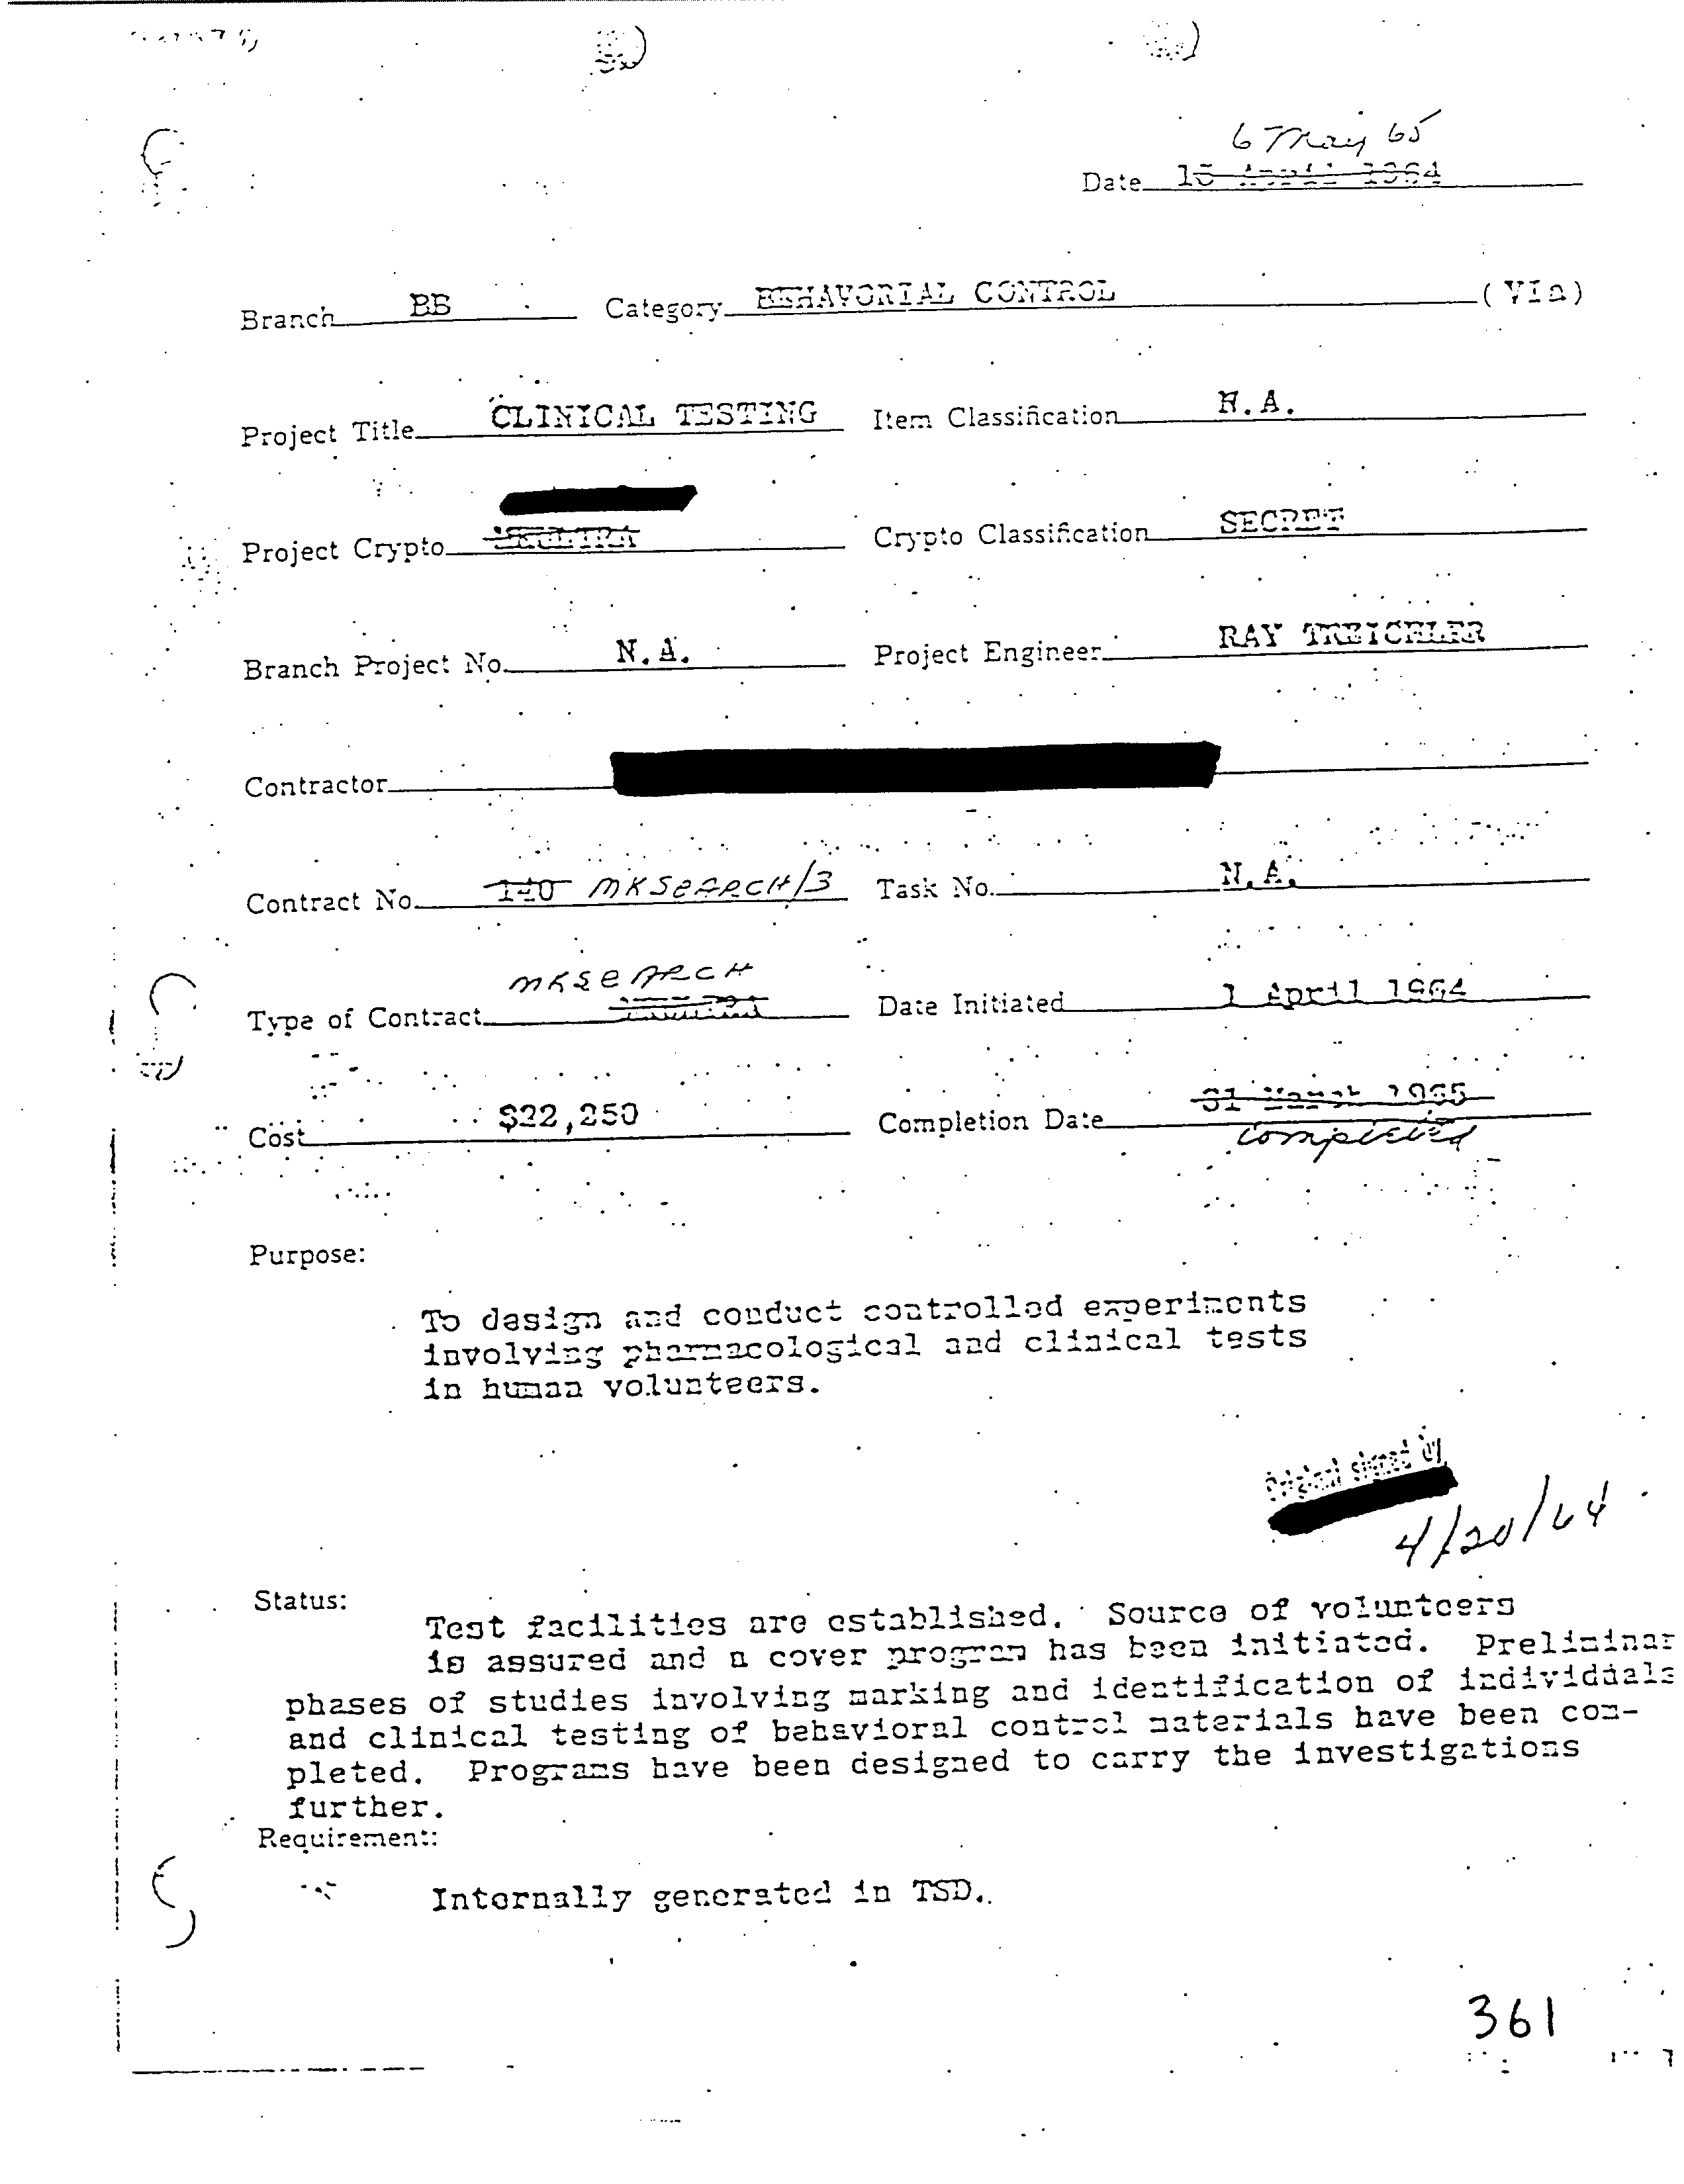 6 May 65
Date 15 April 1964
Branch BB Category BEHAVORIAL CONTROL (VIa)
Project Title CLINICAL TESTING Item Classification N.A.
Project Crypto MKULTRA Crypto Classification SECRET
Branch Project No. N.A. Project Engineer RAY TREICHLER
Contractor
Contract No. 140 MKSEARCH/3 Task No. N.A.
MKSEARCH
Type of Contract MKULTRA Date Initiated 1 April 1964
Cost $22,250 Completion Date 31 March 1965
completed
Purpose:
To design and conduct controlled experiments
involving pharmacological and clinical tests
in human volunteers.
Original signed by
4/20/64
Status:
Test facilities are established. Source of volunteers
is assured and a cover program has been initiated. Preliminar
phases of studies involving marking and identification of individuals
and clinical testing of behavioral control materials have been com-
pleted. Programs have been designed to carry the investigations
further.
Requirement:
Internally generated in TSD.
361